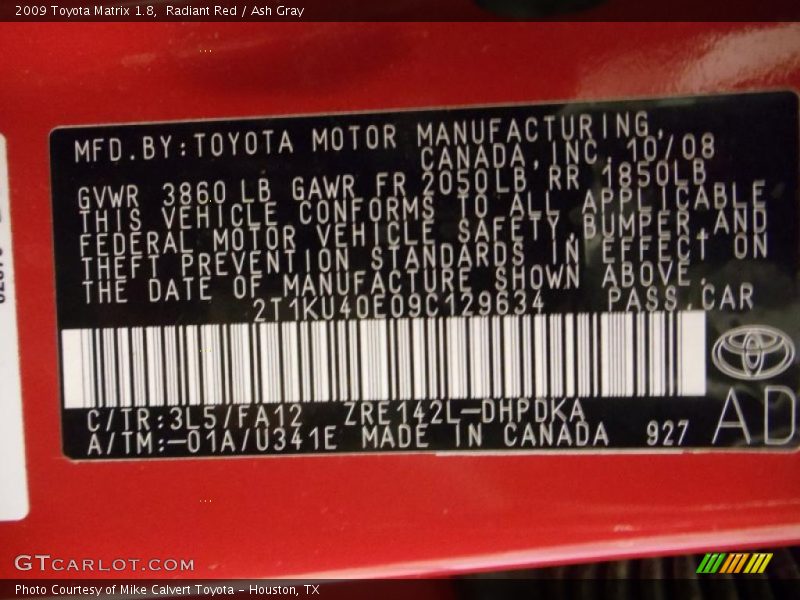 2009 Toyota Matrix 1.8,  Radiant Red / Ash Gray
MFD.BY:TOYOTA MOTOR MANUFACTURING,
CANADA,INC. 10/08
GVWR 3860 LB GAWR FR 2050LB RR 1850LB
THIS VEHICLE CONFORMS TO ALL APPLICABLE
FEDERAL MOTOR VEHICLE SAFETY,BUMPER,AND
THEFT PREVENTION STANDARDS IN EFFECT ON
THE DATE OF MANUFACTURE SHOWN ABOVE.
2T1KU40E09C129634 PASS.CAR
C/TR:3L5/FA12 ZRE142L-DHPDKA
A/TM:-01A/U341E MADE IN CANADA 927 AD
GTCARLOT.COM
Photo Courtesy of Mike Calvert Toyota - Houston, TX